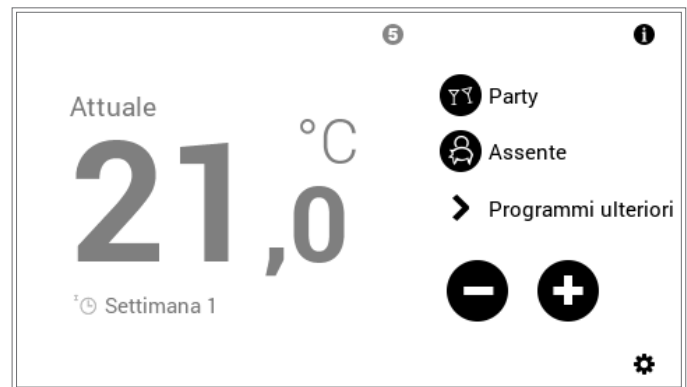 5
i
Attuale
21,0 °C
Party
Assente
Programmi ulteriori
z Settimana 1